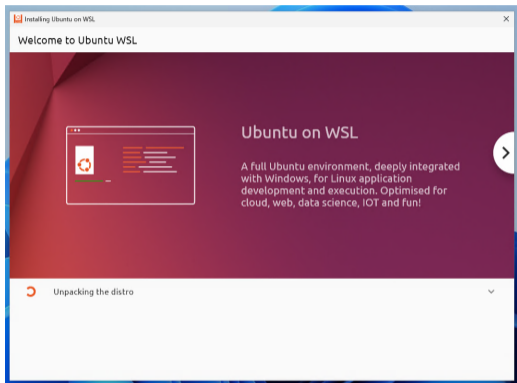 Installing Ubuntu on WSL
Welcome to Ubuntu WSL
Ubuntu on WSL
A full Ubuntu environment, deeply integrated
with Windows, for Linux application
development and execution. Optimised for
cloud, web, data science, IOT and fun!
Unpacking the distro